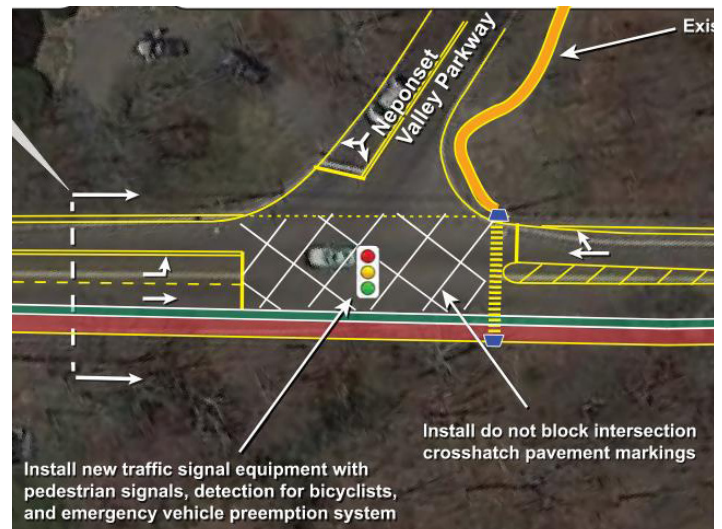 Neponset
Valley Parkway
Install do not block intersection
crosshatch pavement markings
Install new traffic signal equipment with
pedestrian signals, detection for bicyclists,
and emergency vehicle preemption system